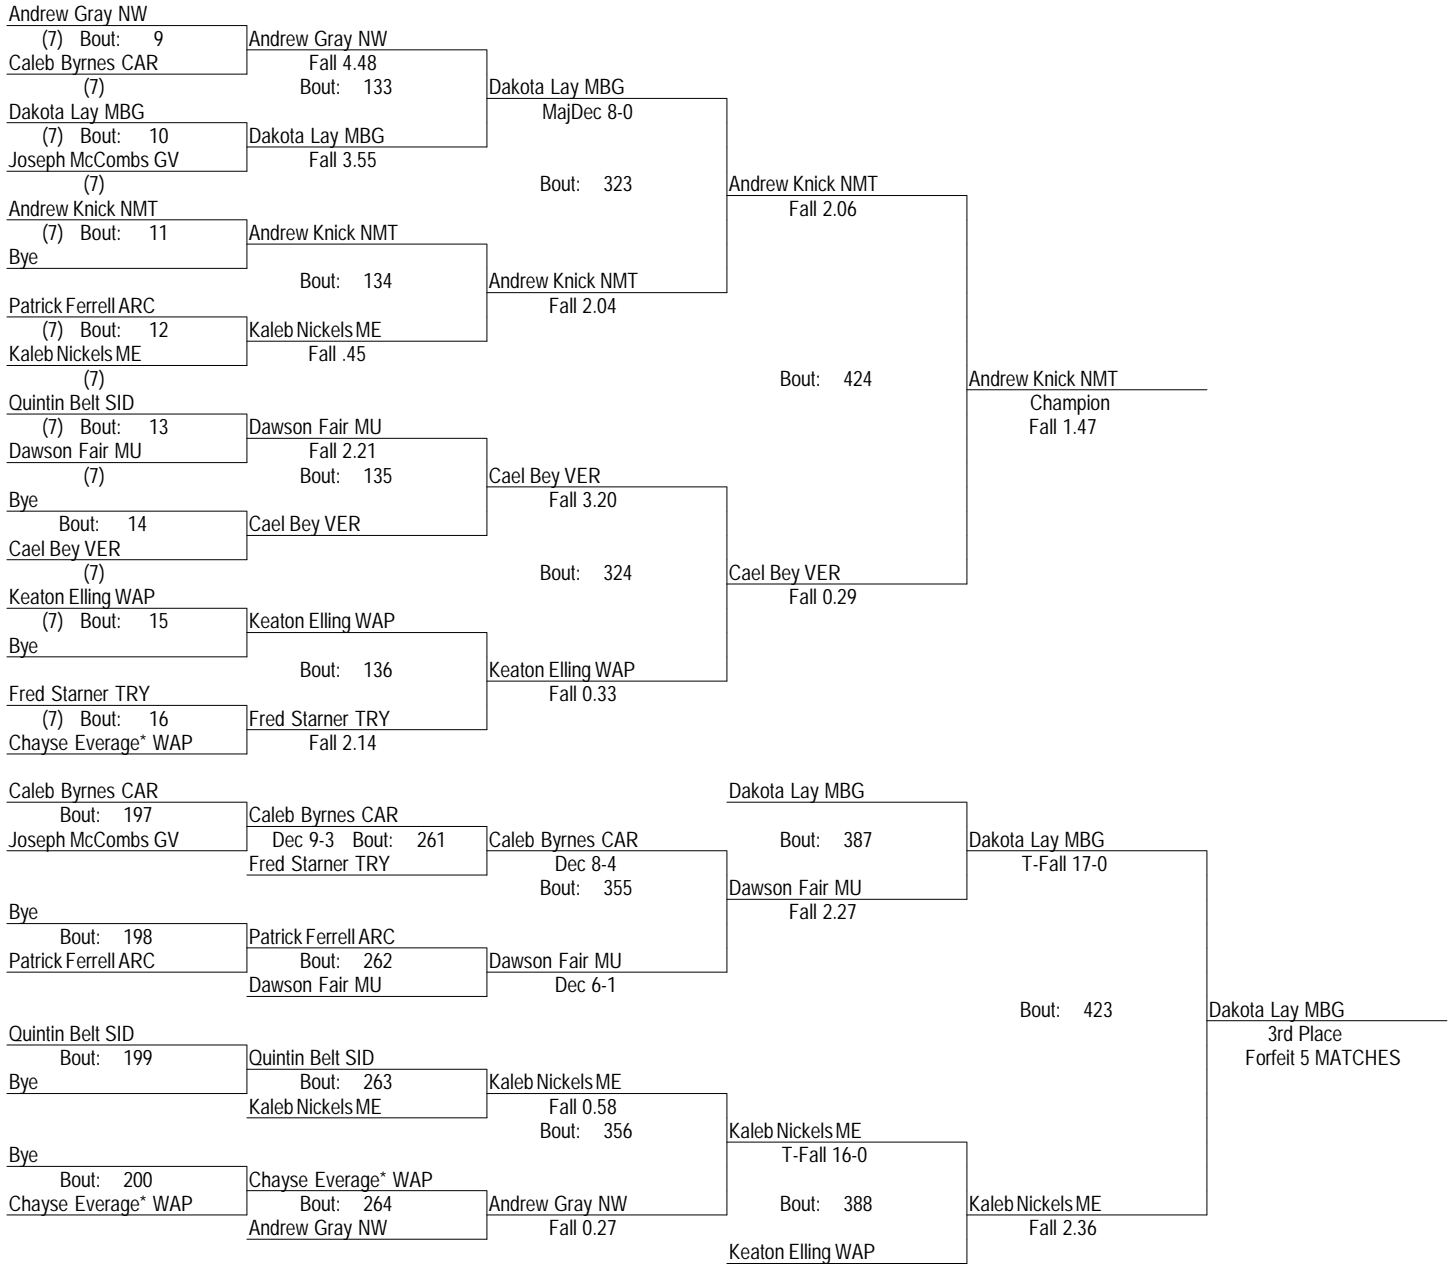 Andrew Gray NW
(7) Bout: 9 Andrew Gray NW
Caleb Byrnes CAR Fall 4.48
(7) Bout: 133 Dakota Lay MBG
Dakota Lay MBG MajDec 8-0
(7) Bout: 10 Dakota Lay MBG
Joseph McCombs GV Fall 3.55
(7) Bout: 323 Andrew Knick NMT
Andrew Knick NMT Fall 2.06
(7) Bout: 11 Andrew Knick NMT
Bye
Bout: 134 Andrew Knick NMT
Patrick Ferrell ARC Fall 2.04
(7) Bout: 12 Kaleb Nickels ME
Kaleb Nickels ME Fall .45
(7) Bout: 424 Andrew Knick NMT
Quintin Belt SID Champion
(7) Bout: 13 Dawson Fair MU Fall 1.47
Dawson Fair MU Fall 2.21
(7) Bout: 135 Cael Bey VER
Bye Fall 3.20
Bout: 14 Cael Bey VER
Cael Bey VER
(7) Bout: 324 Cael Bey VER
Keaton Elling WAP Fall 0.29
(7) Bout: 15 Keaton Elling WAP
Bye
Bout: 136 Keaton Elling WAP
Fred Starner TRY Fall 0.33
(7) Bout: 16 Fred Starner TRY
Chayse Everage* WAP Fall 2.14
Caleb Byrnes CAR Dakota Lay MBG
Bout: 197 Caleb Byrnes CAR
Joseph McCombs GV Dec 9-3 Bout: 261 Caleb Byrnes CAR Bout: 387 Dakota Lay MBG
Fred Starner TRY Dec 8-4 T-Fall 17-0
Bout: 355 Dawson Fair MU
Bye Fall 2.27
Bout: 198 Patrick Ferrell ARC
Patrick Ferrell ARC Bout: 262 Dawson Fair MU
Dawson Fair MU Dec 6-1
Bout: 423 Dakota Lay MBG
Quintin Belt SID 3rd Place
Bout: 199 Quintin Belt SID Forfeit 5 MATCHES
Bye Bout: 263 Kaleb Nickels ME
Kaleb Nickels ME Fall 0.58
Bout: 356 Kaleb Nickels ME
Bye T-Fall 16-0
Bout: 200 Chayse Everage* WAP
Chayse Everage* WAP Bout: 264 Andrew Gray NW Bout: 388 Kaleb Nickels ME
Andrew Gray NW Fall 0.27 Fall 2.36
Keaton Elling WAP